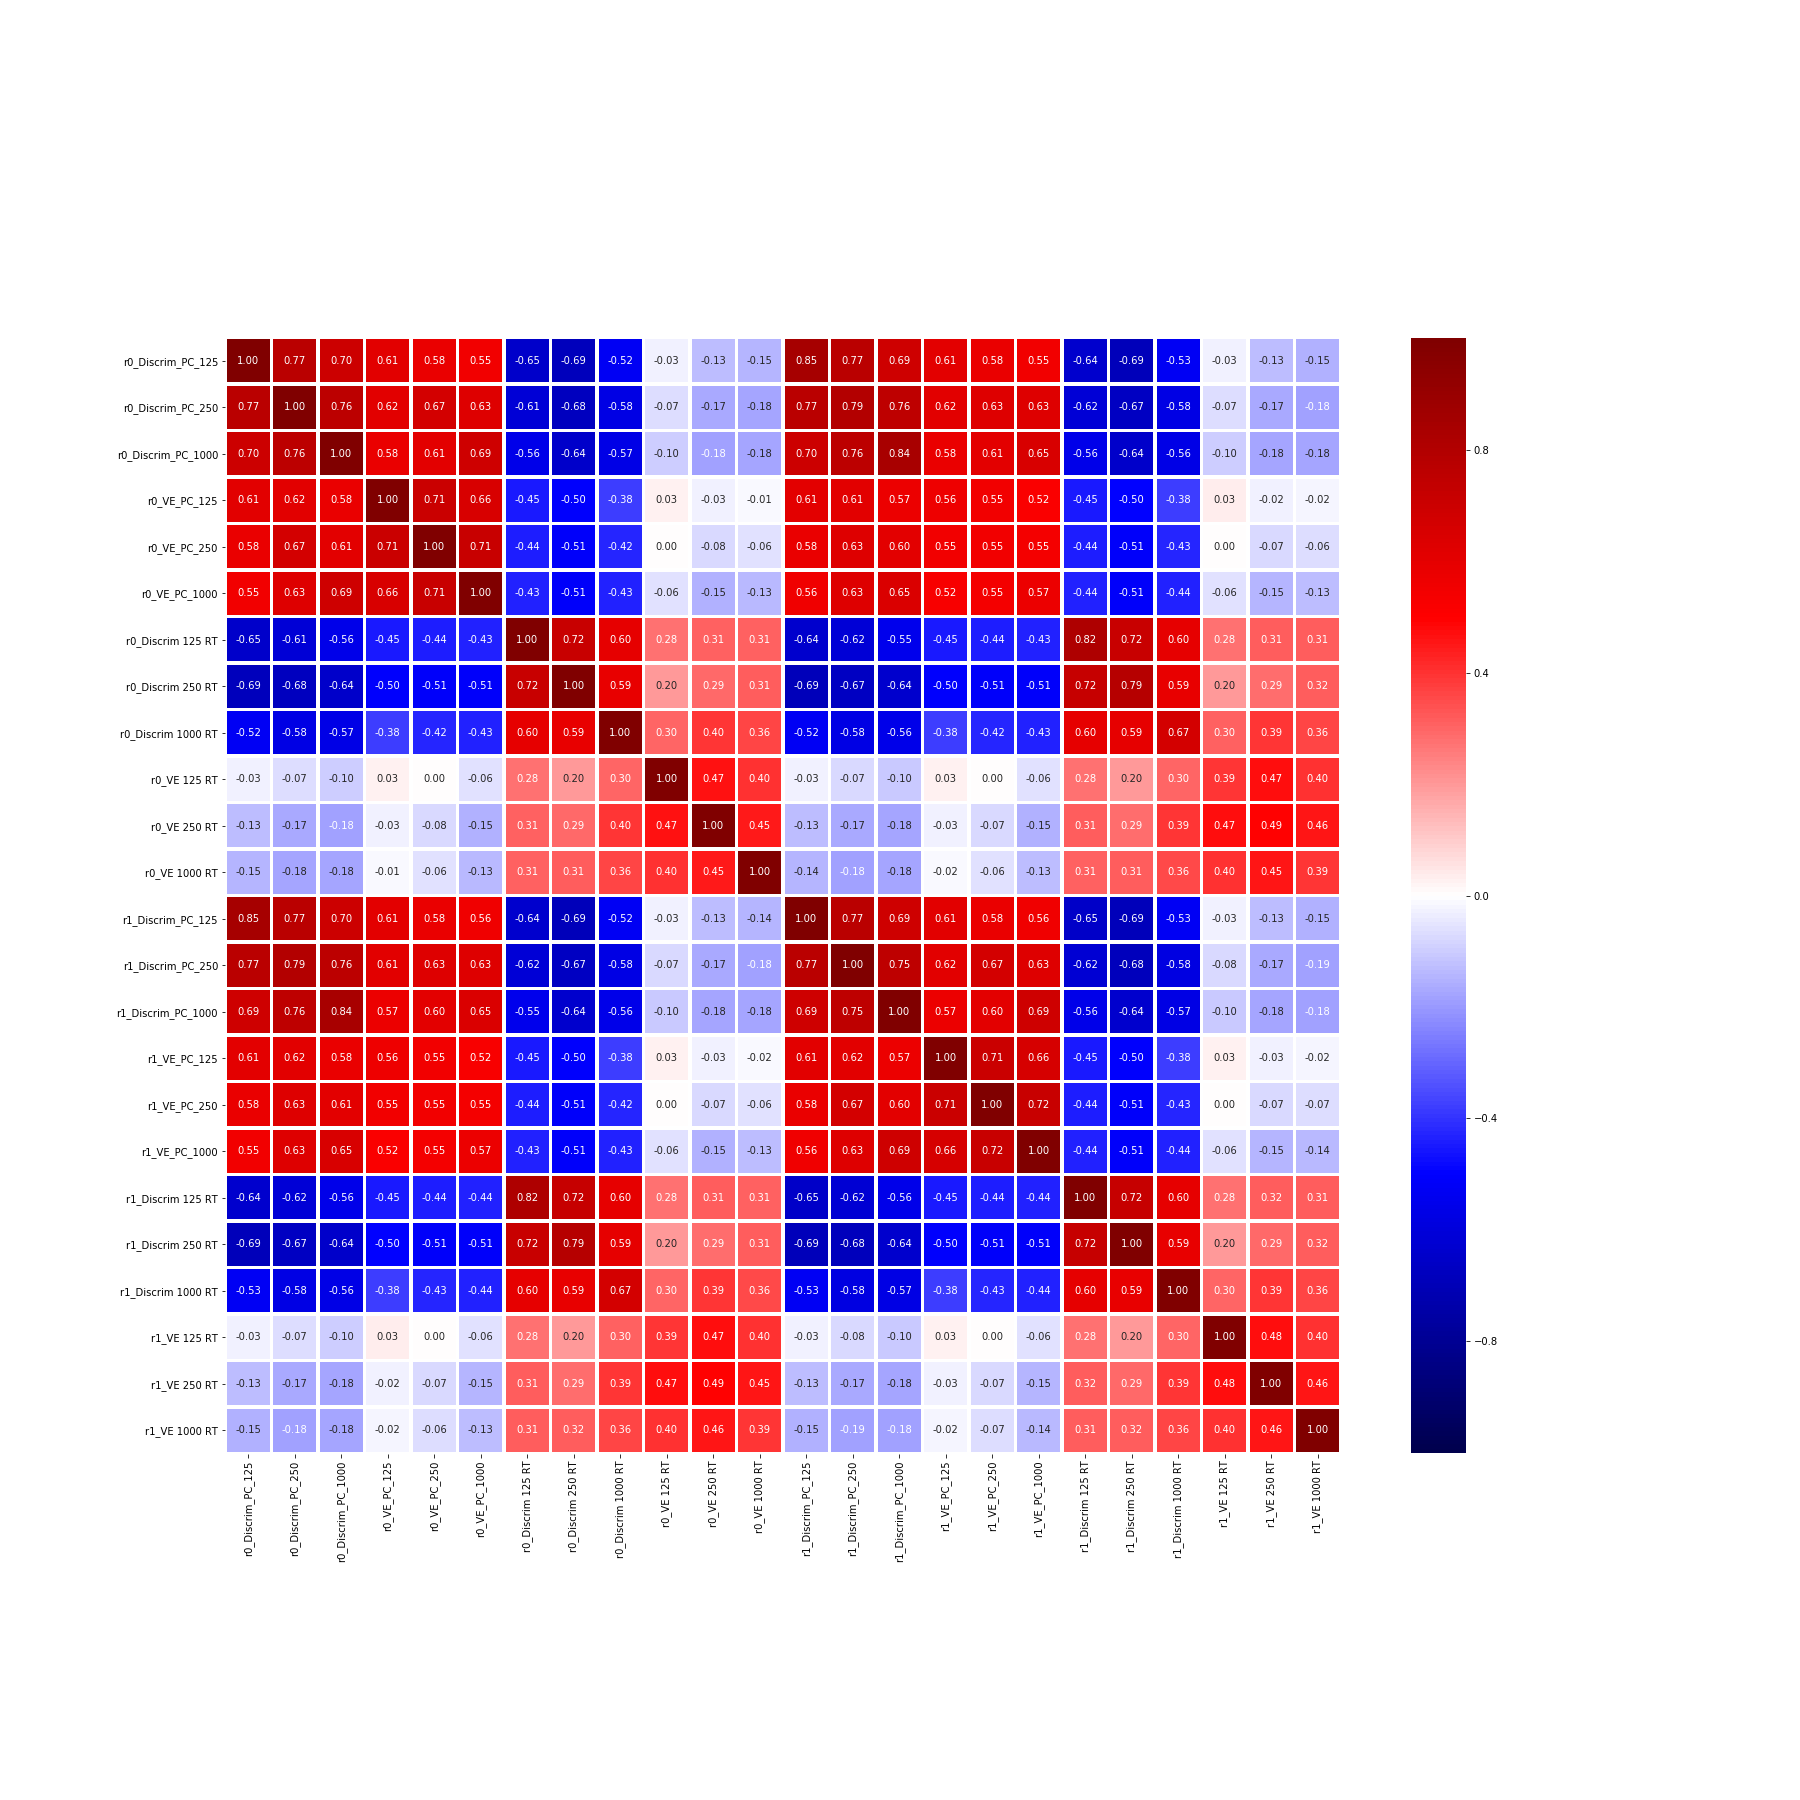 r0_Discrim_PC_125 1.00 0.77 0.70 0.61 0.58 0.55 -0.65 -0.69 -0.52 -0.03 -0.13 -0.15 0.85 0.77 0.69 0.61 0.58 0.55 -0.64 -0.69 -0.53 -0.03 -0.13 -0.15
r0_Discrim_PC_250 0.77 1.00 0.76 0.62 0.67 0.63 -0.61 -0.68 -0.58 -0.07 -0.17 -0.18 0.77 0.79 0.76 0.62 0.63 0.63 -0.62 -0.67 -0.58 -0.07 -0.17 -0.18
r0_Discrim_PC_1000 0.70 0.76 1.00 0.58 0.61 0.69 -0.56 -0.64 -0.57 -0.10 -0.18 -0.18 0.70 0.76 0.84 0.58 0.61 0.65 -0.56 -0.64 -0.56 -0.10 -0.18 -0.18
0.8
r0_VE_PC_125 0.61 0.62 0.58 1.00 0.71 0.66 -0.45 -0.50 -0.38 0.03 -0.03 -0.01 0.61 0.61 0.57 0.56 0.55 0.52 -0.45 -0.50 -0.38 0.03 -0.02 -0.02
r0_VE_PC_250 0.58 0.67 0.61 0.71 1.00 0.71 -0.44 -0.51 -0.42 0.00 -0.08 -0.06 0.58 0.63 0.60 0.55 0.55 0.55 -0.44 -0.51 -0.43 0.00 -0.07 -0.06
r0_VE_PC_1000 0.55 0.63 0.69 0.66 0.71 1.00 -0.43 -0.51 -0.43 -0.06 -0.15 -0.13 0.56 0.63 0.65 0.52 0.55 0.57 -0.44 -0.51 -0.44 -0.06 -0.15 -0.13
r0_Discrim 125 RT -0.65 -0.61 -0.56 -0.45 -0.44 -0.43 1.00 0.72 0.60 0.28 0.31 0.31 -0.64 -0.62 -0.55 -0.45 -0.44 -0.43 0.82 0.72 0.60 0.28 0.31 0.31
0.4
r0_Discrim 250 RT -0.69 -0.68 -0.64 -0.50 -0.51 -0.51 0.72 1.00 0.59 0.20 0.29 0.31 -0.69 -0.67 -0.64 -0.50 -0.51 -0.51 0.72 0.79 0.59 0.20 0.29 0.32
r0_Discrim 1000 RT -0.52 -0.58 -0.57 -0.38 -0.42 -0.43 0.60 0.59 1.00 0.30 0.40 0.36 -0.52 -0.58 -0.56 -0.38 -0.42 -0.43 0.60 0.59 0.67 0.30 0.39 0.36
r0_VE 125 RT -0.03 -0.07 -0.10 0.03 0.00 -0.06 0.28 0.20 0.30 1.00 0.47 0.40 -0.03 -0.07 -0.10 0.03 0.00 -0.06 0.28 0.20 0.30 0.39 0.47 0.40
r0_VE 250 RT -0.13 -0.17 -0.18 -0.03 -0.08 -0.15 0.31 0.29 0.40 0.47 1.00 0.45 -0.13 -0.17 -0.18 -0.03 -0.07 -0.15 0.31 0.29 0.39 0.47 0.49 0.46
r0_VE 1000 RT -0.15 -0.18 -0.18 -0.01 -0.06 -0.13 0.31 0.31 0.36 0.40 0.45 1.00 -0.14 -0.18 -0.18 -0.02 -0.06 -0.13 0.31 0.31 0.36 0.40 0.45 0.39
0.0
r1_Discrim_PC_125 0.85 0.77 0.70 0.61 0.58 0.56 -0.64 -0.69 -0.52 -0.03 -0.13 -0.14 1.00 0.77 0.69 0.61 0.58 0.56 -0.65 -0.69 -0.53 -0.03 -0.13 -0.15
r1_Discrim_PC_250 0.77 0.79 0.76 0.61 0.63 0.63 -0.62 -0.67 -0.58 -0.07 -0.17 -0.18 0.77 1.00 0.75 0.62 0.67 0.63 -0.62 -0.68 -0.58 -0.08 -0.17 -0.19
r1_Discrim_PC_1000 0.69 0.76 0.84 0.57 0.60 0.65 -0.55 -0.64 -0.56 -0.10 -0.18 -0.18 0.69 0.75 1.00 0.57 0.60 0.69 -0.56 -0.64 -0.57 -0.10 -0.18 -0.18
r1_VE_PC_125 0.61 0.62 0.58 0.56 0.55 0.52 -0.45 -0.50 -0.38 0.03 -0.03 -0.02 0.61 0.62 0.57 1.00 0.71 0.66 -0.45 -0.50 -0.38 0.03 -0.03 -0.02
r1_VE_PC_250 0.58 0.63 0.61 0.55 0.55 0.55 -0.44 -0.51 -0.42 0.00 -0.07 -0.06 0.58 0.67 0.60 0.71 1.00 0.72 -0.44 -0.51 -0.43 0.00 -0.07 -0.07
−0.4
r1_VE_PC_1000 0.55 0.63 0.65 0.52 0.55 0.57 -0.43 -0.51 -0.43 -0.06 -0.15 -0.13 0.56 0.63 0.69 0.66 0.72 1.00 -0.44 -0.51 -0.44 -0.06 -0.15 -0.14
r1_Discrim 125 RT -0.64 -0.62 -0.56 -0.45 -0.44 -0.44 0.82 0.72 0.60 0.28 0.31 0.31 -0.65 -0.62 -0.56 -0.45 -0.44 -0.44 1.00 0.72 0.60 0.28 0.32 0.31
r1_Discrim 250 RT -0.69 -0.67 -0.64 -0.50 -0.51 -0.51 0.72 0.79 0.59 0.20 0.29 0.31 -0.69 -0.68 -0.64 -0.50 -0.51 -0.51 0.72 1.00 0.59 0.20 0.29 0.32
r1_Discrim 1000 RT -0.53 -0.58 -0.56 -0.38 -0.43 -0.44 0.60 0.59 0.67 0.30 0.39 0.36 -0.53 -0.58 -0.57 -0.38 -0.43 -0.44 0.60 0.59 1.00 0.30 0.39 0.36
r1_VE 125 RT -0.03 -0.07 -0.10 0.03 0.00 -0.06 0.28 0.20 0.30 0.39 0.47 0.40 -0.03 -0.08 -0.10 0.03 0.00 -0.06 0.28 0.20 0.30 1.00 0.48 0.40
−0.8
r1_VE 250 RT -0.13 -0.17 -0.18 -0.02 -0.07 -0.15 0.31 0.29 0.39 0.47 0.49 0.45 -0.13 -0.17 -0.18 -0.03 -0.07 -0.15 0.32 0.29 0.39 0.48 1.00 0.46
r1_VE 1000 RT -0.15 -0.18 -0.18 -0.02 -0.06 -0.13 0.31 0.32 0.36 0.40 0.46 0.39 -0.15 -0.19 -0.18 -0.02 -0.07 -0.14 0.31 0.32 0.36 0.40 0.46 1.00
r0_Discrim_PC_125
r0_Discrim_PC_250
r0_Discrim_PC_1000
r0_VE_PC_125
r0_VE_PC_250
r0_VE_PC_1000
r0_Discrim 125 RT
r0_Discrim 250 RT
r0_Discrim 1000 RT
r0_VE 125 RT
r0_VE 250 RT
r0_VE 1000 RT
r1_Discrim_PC_125
r1_Discrim_PC_250
r1_Discrim_PC_1000
r1_VE_PC_125
r1_VE_PC_250
r1_VE_PC_1000
r1_Discrim 125 RT
r1_Discrim 250 RT
r1_Discrim 1000 RT
r1_VE 125 RT
r1_VE 250 RT
r1_VE 1000 RT